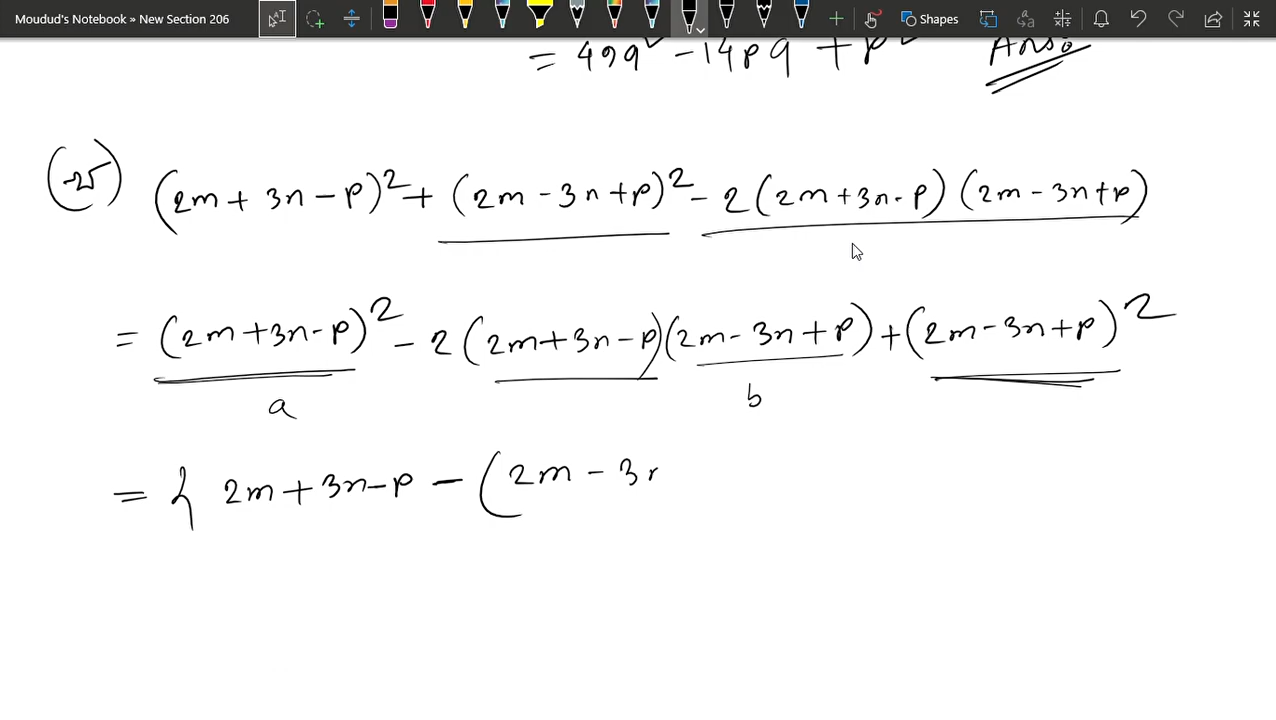 Moudud's Notebook » New Section 206 Shapes
= 49q² - 14pq + p² Ans:
(2m + 3n - p)² + (2m - 3n + p)² - 2 (2m + 3n - p) (2m - 3n + p)
= (2m + 3n - p)² - 2 (2m + 3n - p) (2m - 3n + p) + (2m - 3n + p)²
a b
= { 2m + 3n - p - (2m - 3